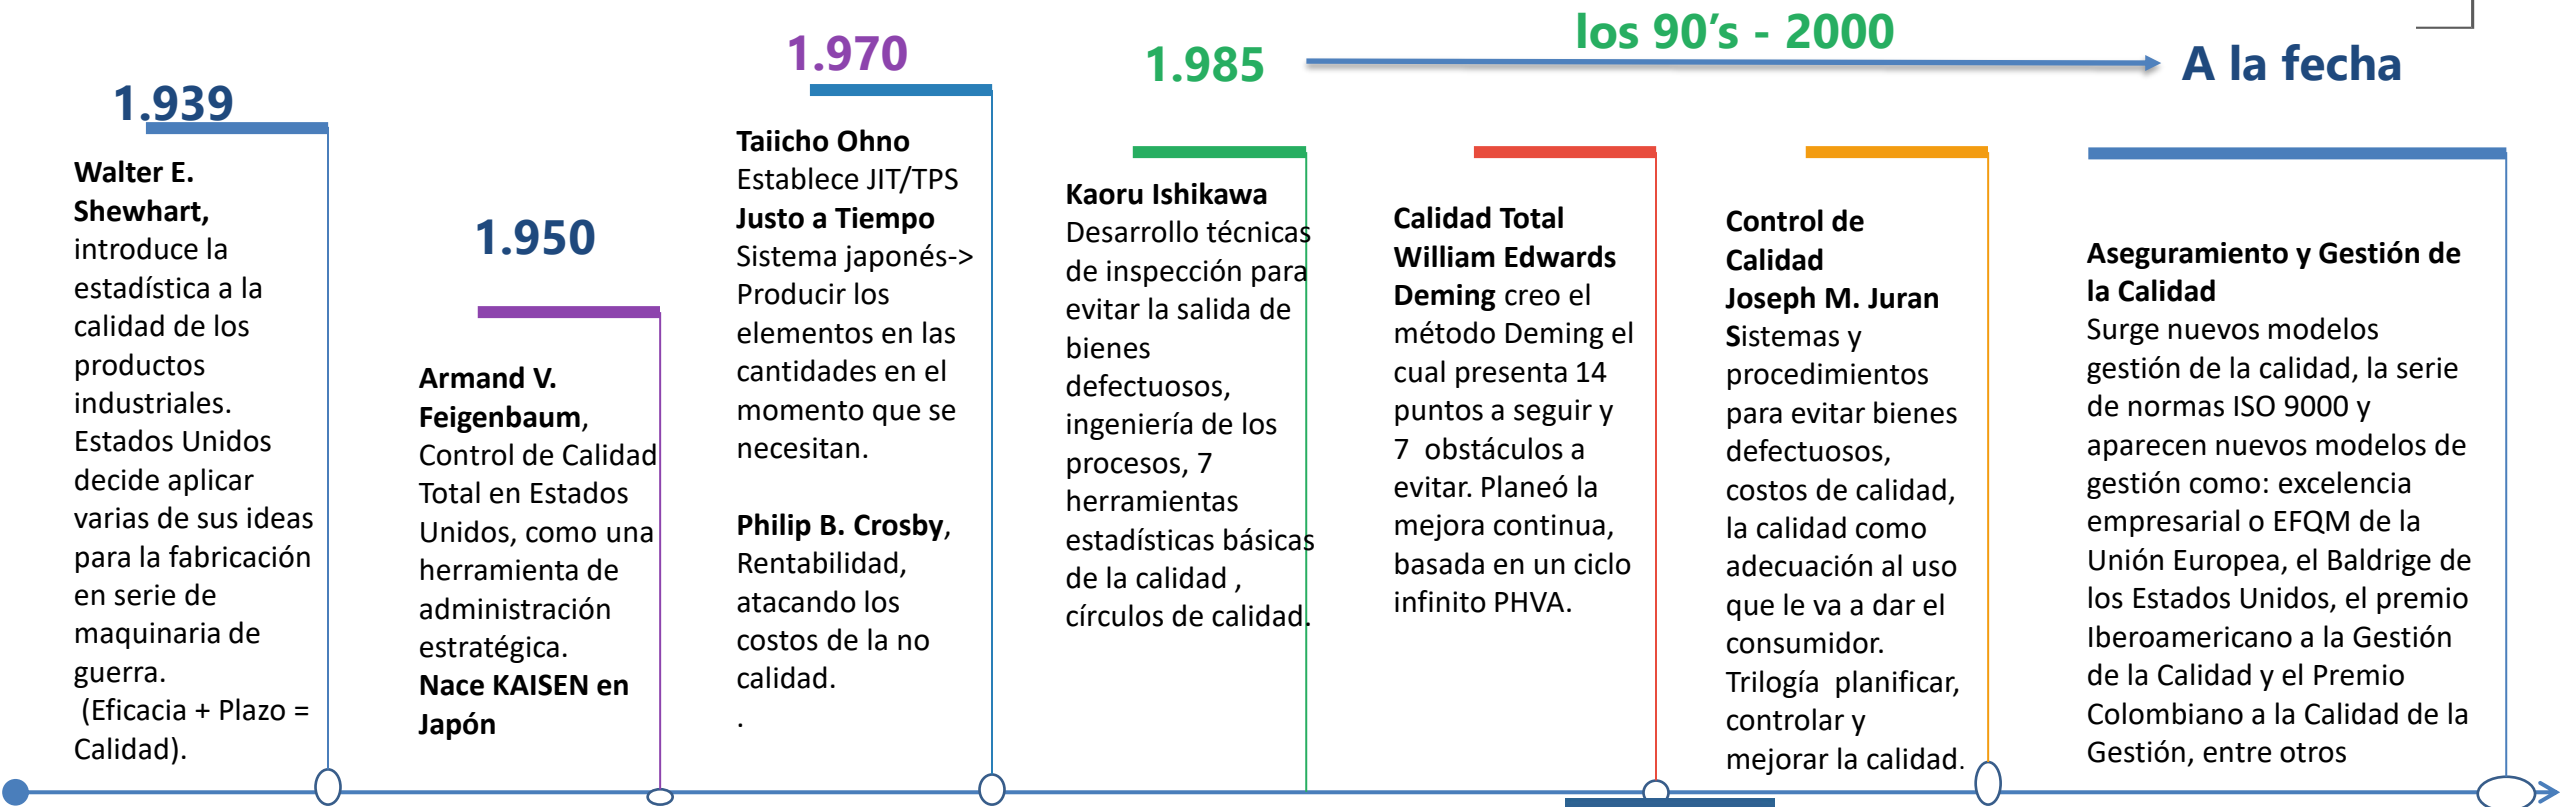 1.939
Walter E.
Shewhart,
introduce la
estadística a la
calidad de los
productos
industriales.
Estados Unidos
decide aplicar
varias de sus ideas
para la fabricación
en serie de
maquinaria de
guerra.
(Eficacia + Plazo =
Calidad).
1.950
Armand V.
Feigenbaum,
Control de Calidad
Total en Estados
Unidos, como una
herramienta de
administración
estratégica.
Nace KAISEN en
Japón
1.970
Taiicho Ohno
Establece JIT/TPS
Justo a Tiempo
Sistema japonés->
Producir los
elementos en las
cantidades en el
momento que se
necesitan.
Philip B. Crosby,
Rentabilidad,
atacando los
costos de la no
calidad.
.
1.985
Kaoru Ishikawa
Desarrollo técnicas
de inspección para
evitar la salida de
bienes
defectuosos,
ingeniería de los
procesos, 7
herramientas
estadísticas básicas
de la calidad ,
círculos de calidad.
los 90’s - 2000
Calidad Total
William Edwards
Deming creo el
método Deming el
cual presenta 14
puntos a seguir y
7  obstáculos a
evitar. Planeó la
mejora continua,
basada en un ciclo
infinito PHVA.
Control de
Calidad
Joseph M. Juran
Sistemas y
procedimientos
para evitar bienes
defectuosos,
costos de calidad,
la calidad como
adecuación al uso
que le va a dar el
consumidor.
Trilogía  planificar,
controlar y
mejorar la calidad.
A la fecha
Aseguramiento y Gestión de
la Calidad
Surge nuevos modelos
gestión de la calidad, la serie
de normas ISO 9000 y
aparecen nuevos modelos de
gestión como: excelencia
empresarial o EFQM de la
Unión Europea, el Baldrige de
los Estados Unidos, el premio
Iberoamericano a la Gestión
de la Calidad y el Premio
Colombiano a la Calidad de la
Gestión, entre otros